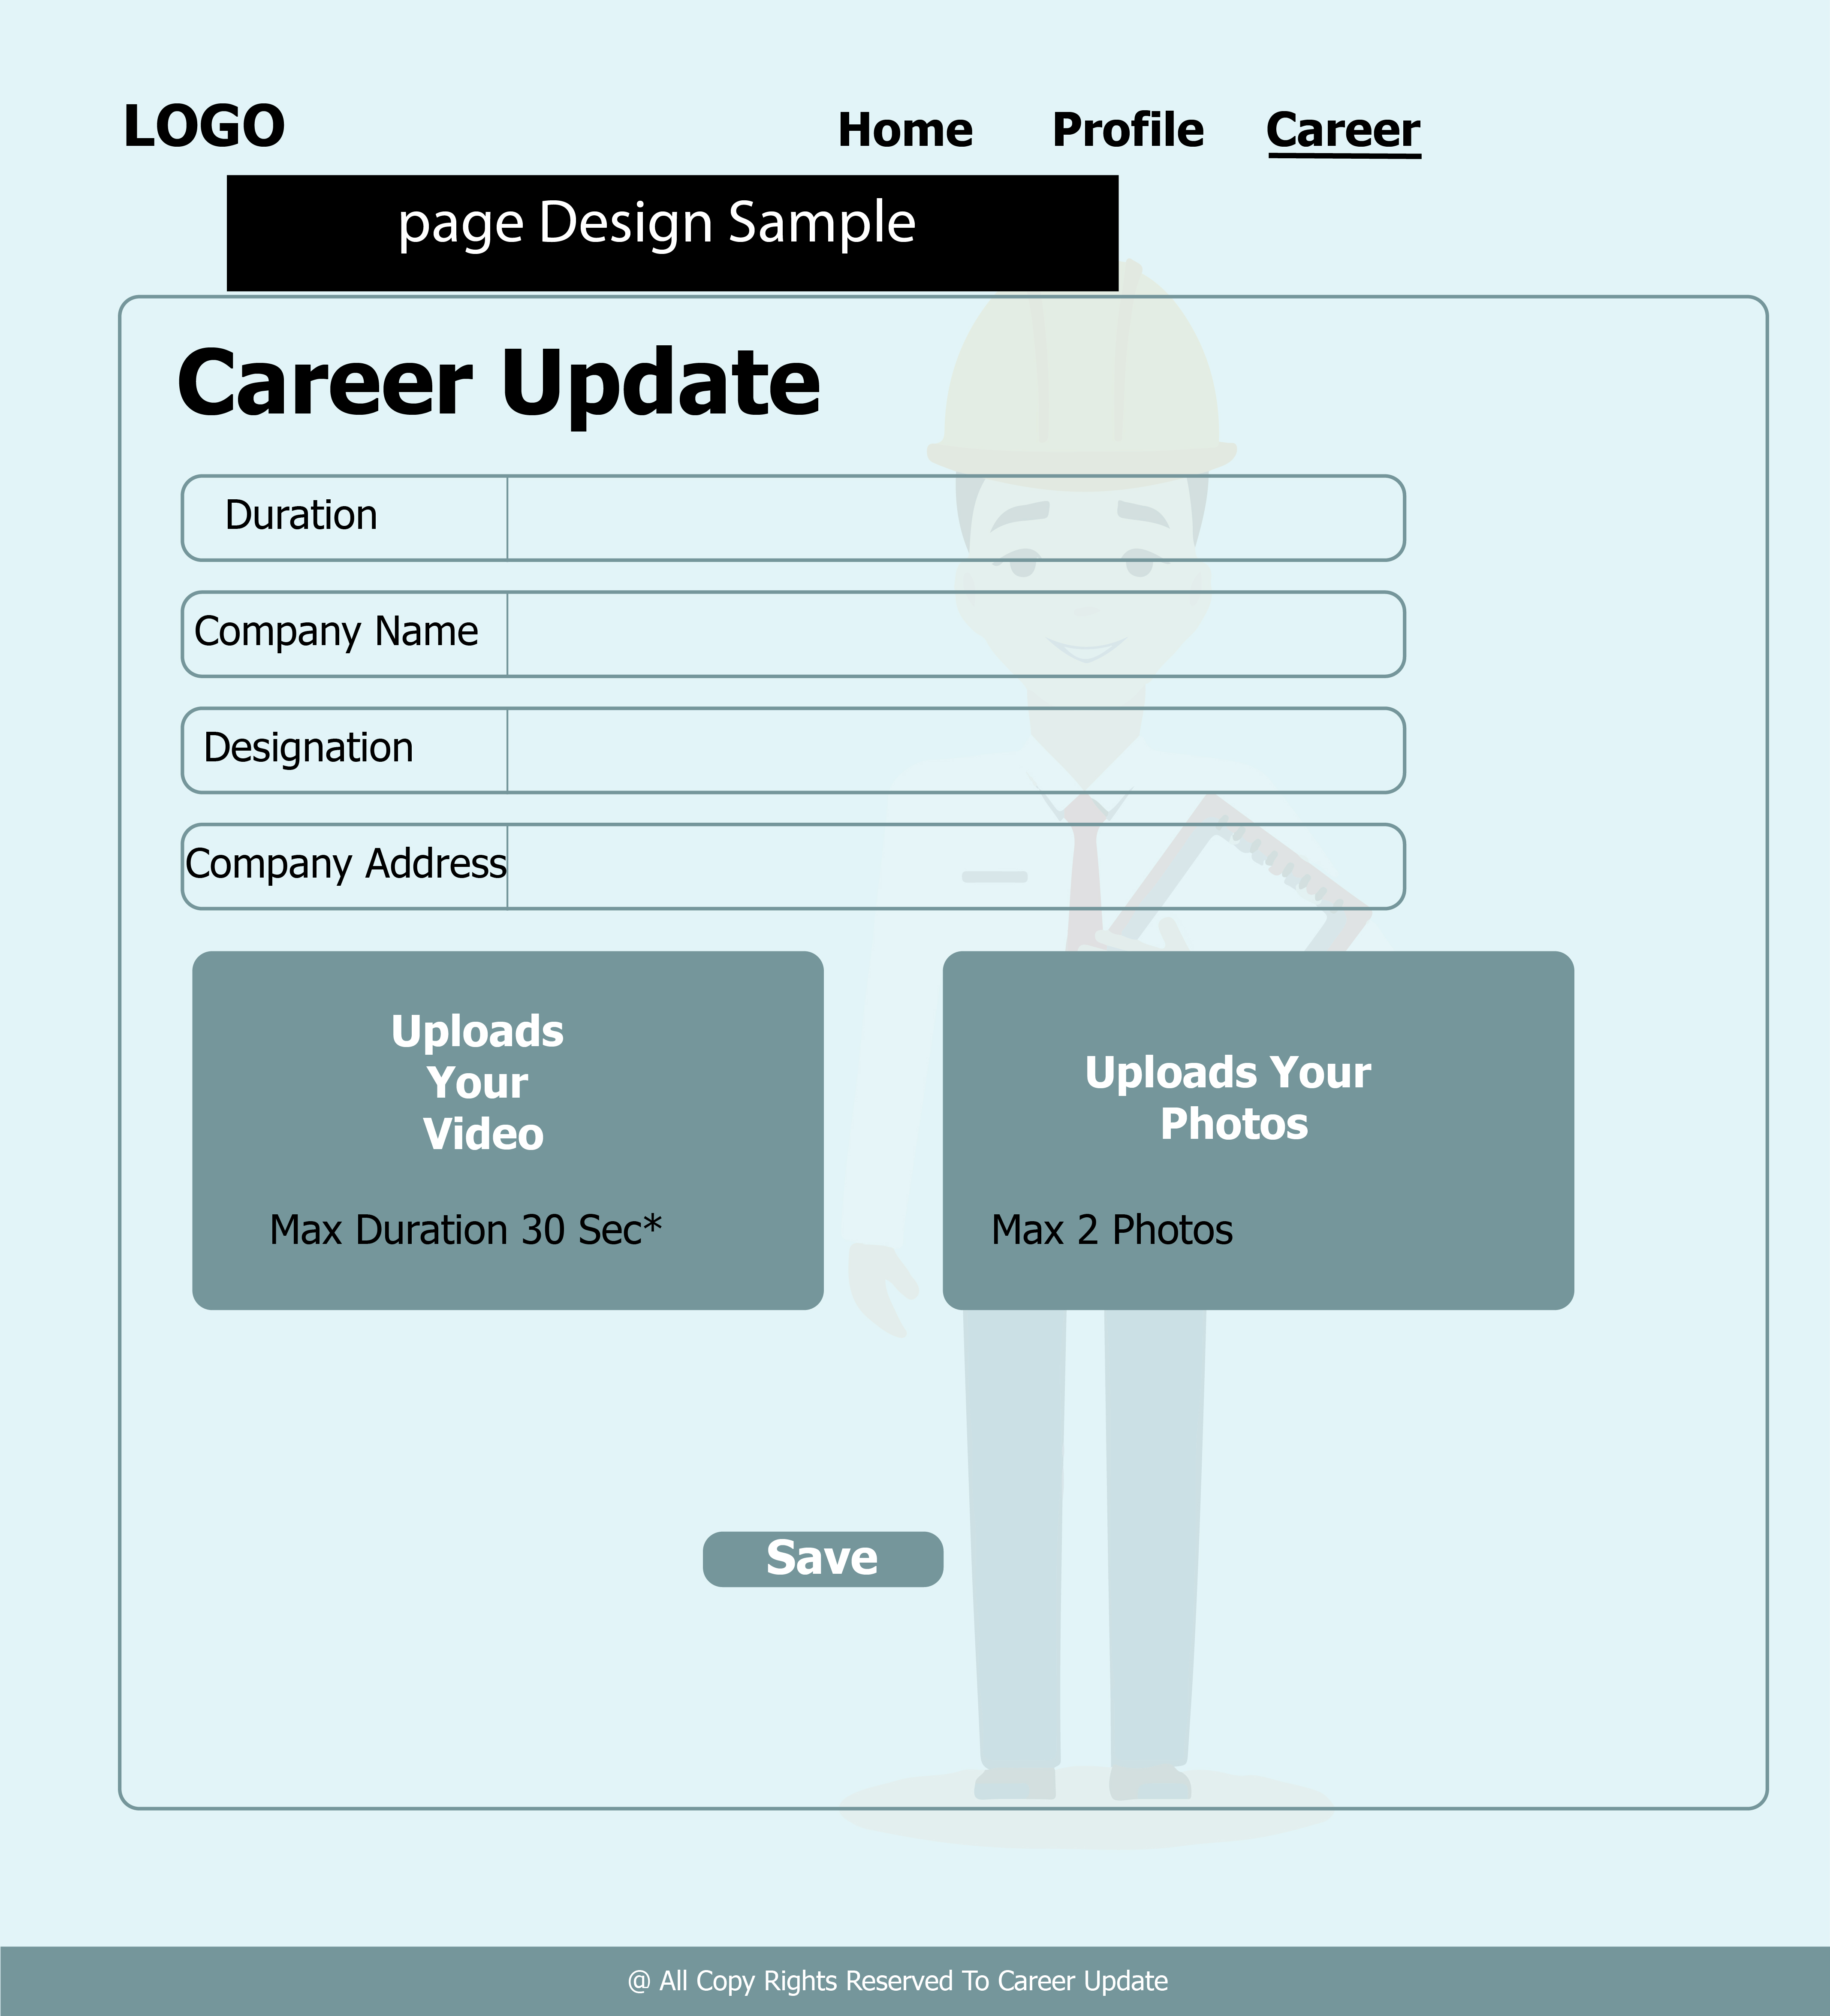 LOGO
Home
Profile
Career
page Design Sample
Career Update
Duration
Company Name
Designation
Company Address
Uploads
Your
Video
Max Duration 30 Sec*
Uploads Your
Photos
Max 2 Photos
Save
@ All Copy Rights Reserved To Career Update